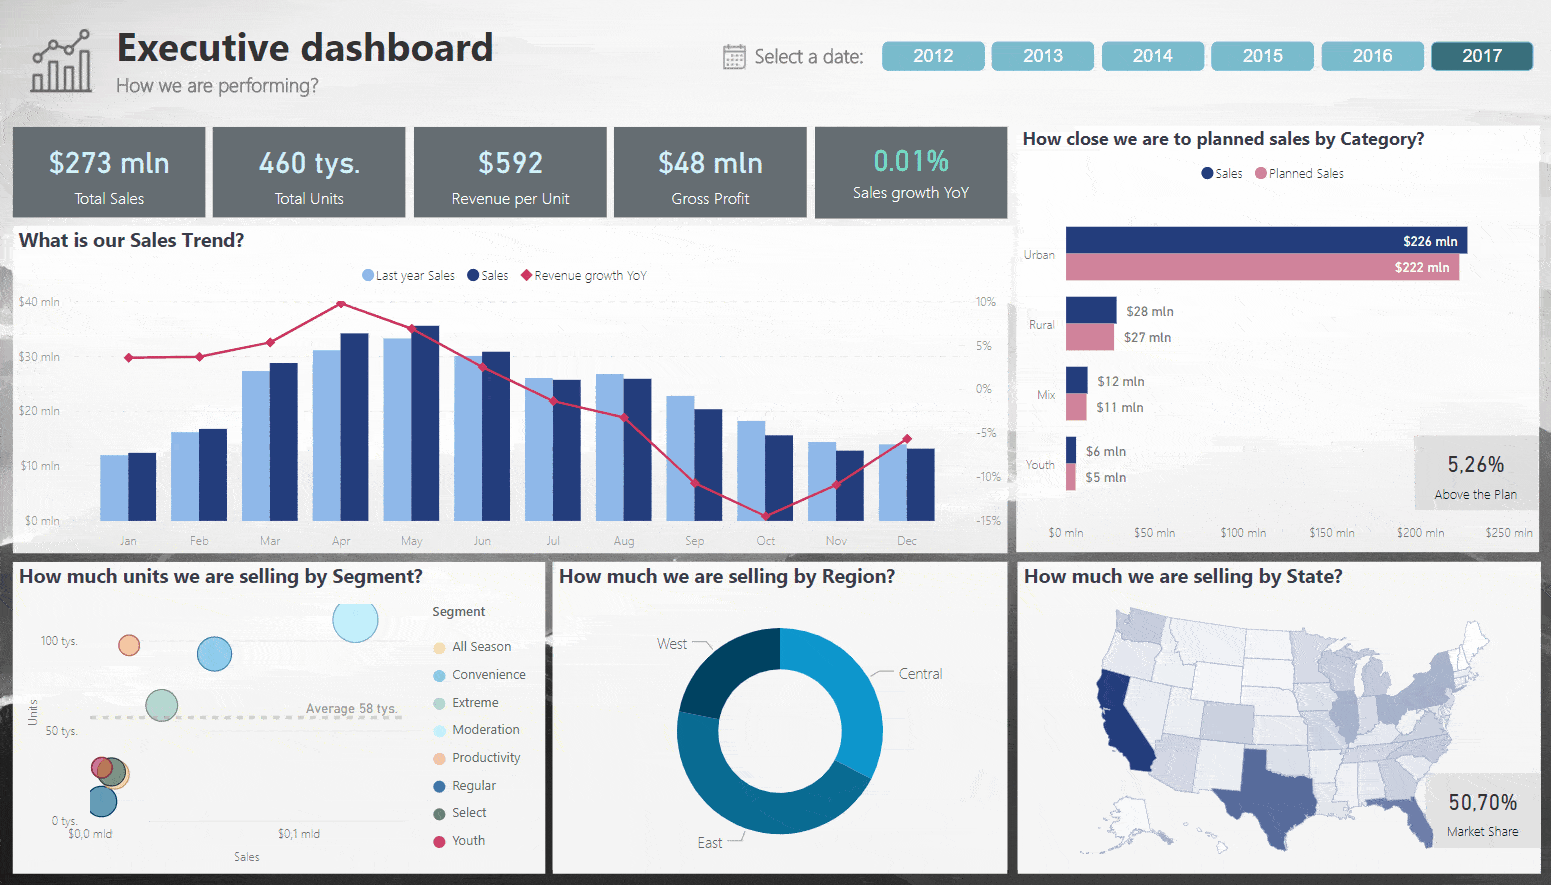 Executive dashboard
How we are performing?
Select a date:
2012
2013
2014
2015
2016
2017
$273 mln
Total Sales
460 tys.
Total Units
$592
Revenue per Unit
$48 mln
Gross Profit
0.01%
Sales growth YoY
What is our Sales Trend?
Last year Sales
Sales
Revenue growth YoY
$40 mln
$30 mln
$20 mln
$10 mln
$0 mln
10%
5%
0%
-5%
-10%
-15%
Jan
Feb
Mar
Apr
May
Jun
Jul
Aug
Sep
Oct
Nov
Dec
How close we are to planned sales by Category?
Sales
Planned Sales
Urban
$226 mln
$222 mln
Rural
$28 mln
$27 mln
Mix
$12 mln
$11 mln
Youth
$6 mln
$5 mln
5,26%
Above the Plan
$0 mln
$50 mln
$100 mln
$150 mln
$200 mln
$250 mln
How much units we are selling by Segment?
100 tys.
50 tys.
0 tys.
Units
Average 58 tys.
$0,0 mld
$0,1 mld
Sales
Segment
All Season
Convenience
Extreme
Moderation
Productivity
Regular
Select
Youth
How much we are selling by Region?
West
Central
East
How much we are selling by State?
50,70%
Market Share